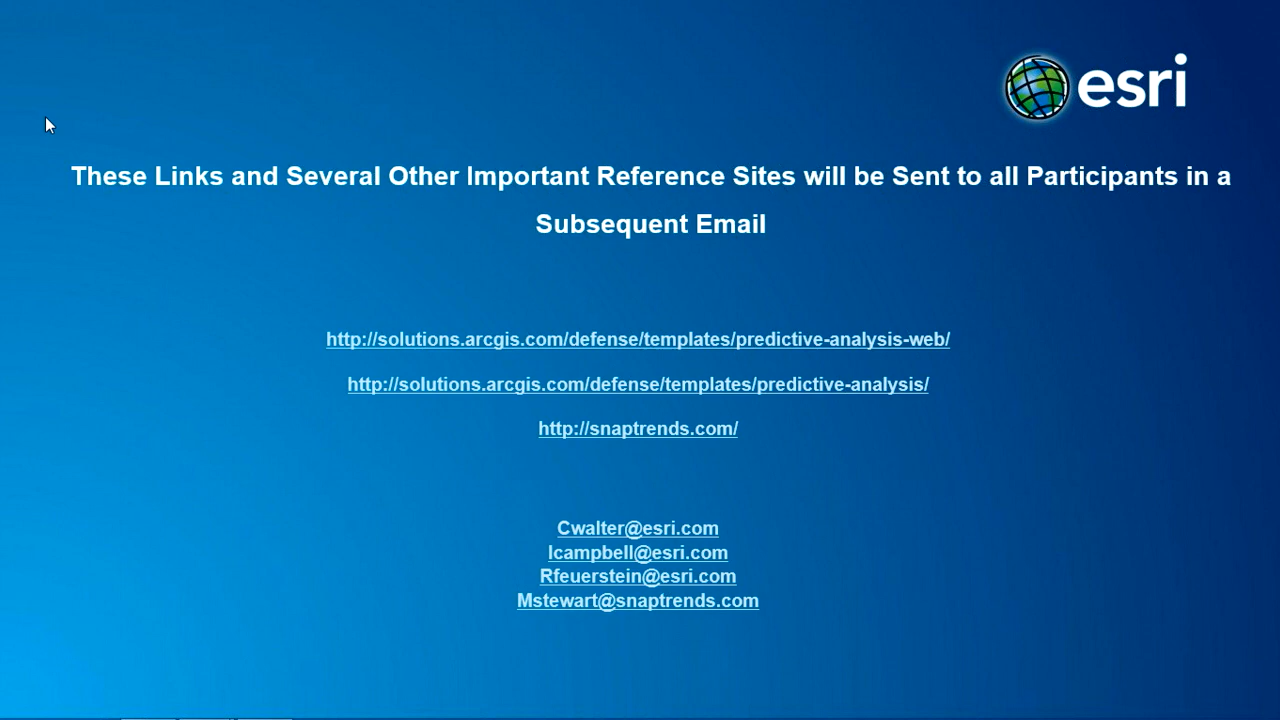 esri
These Links and Several Other Important Reference Sites will be Sent to all Participants in a
Subsequent Email
http://solutions.arcgis.com/defense/templates/predictive-analysis-web/
http://solutions.arcgis.com/defense/templates/predictive-analysis/
http://snaptrends.com/
Cwalter@esri.com
lcampbell@esri.com
Rfeuerstein@esri.com
Mstewart@snaptrends.com